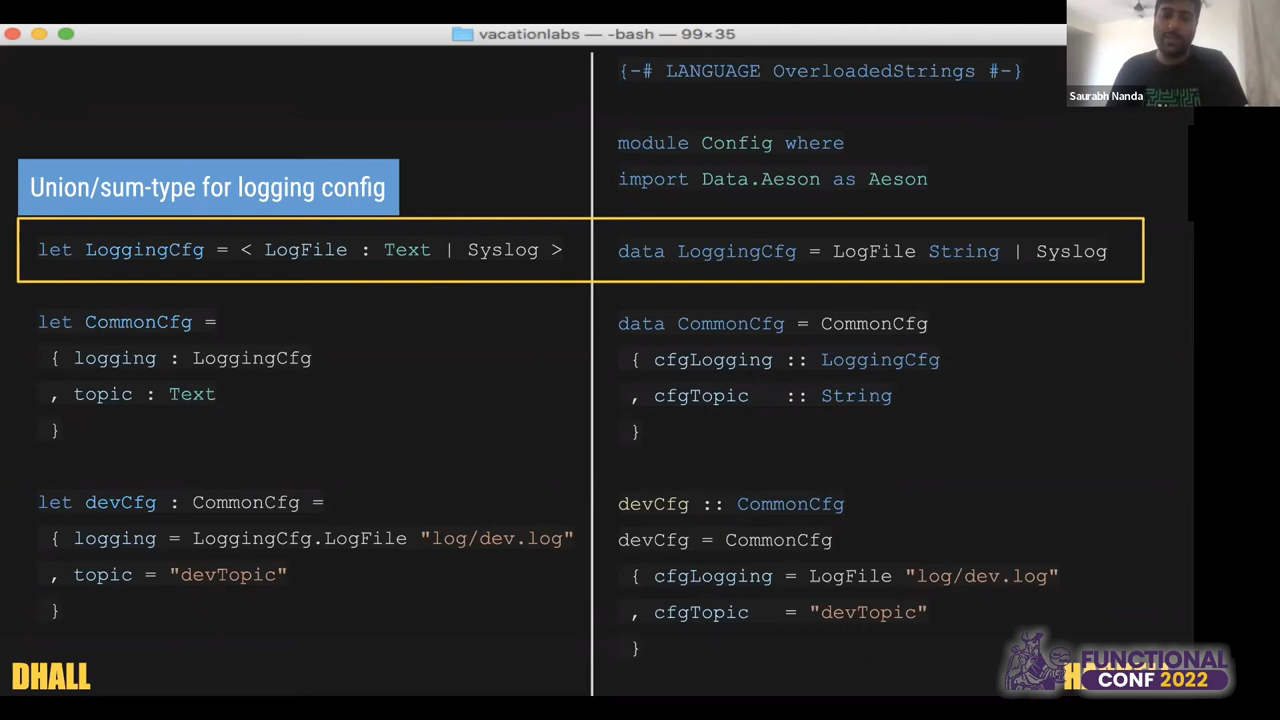 vacationlabs — -bash — 99×35
Saurabh Nanda
Union/sum-type for logging config
let LoggingCfg = < LogFile : Text | Syslog >
let CommonCfg =
{ logging : LoggingCfg
, topic : Text
}
let devCfg : CommonCfg =
{ logging = LoggingCfg.LogFile "log/dev.log"
, topic = "devTopic"
}
DHALL
{-# LANGUAGE OverloadedStrings #-}
module Config where
import Data.Aeson as Aeson
data LoggingCfg = LogFile String | Syslog
data CommonCfg = CommonCfg
{ cfgLogging :: LoggingCfg
, cfgTopic :: String
}
devCfg :: CommonCfg
devCfg = CommonCfg
{ cfgLogging = LogFile "log/dev.log"
, cfgTopic = "devTopic"
}
FUNCTIONAL
CONF 2022